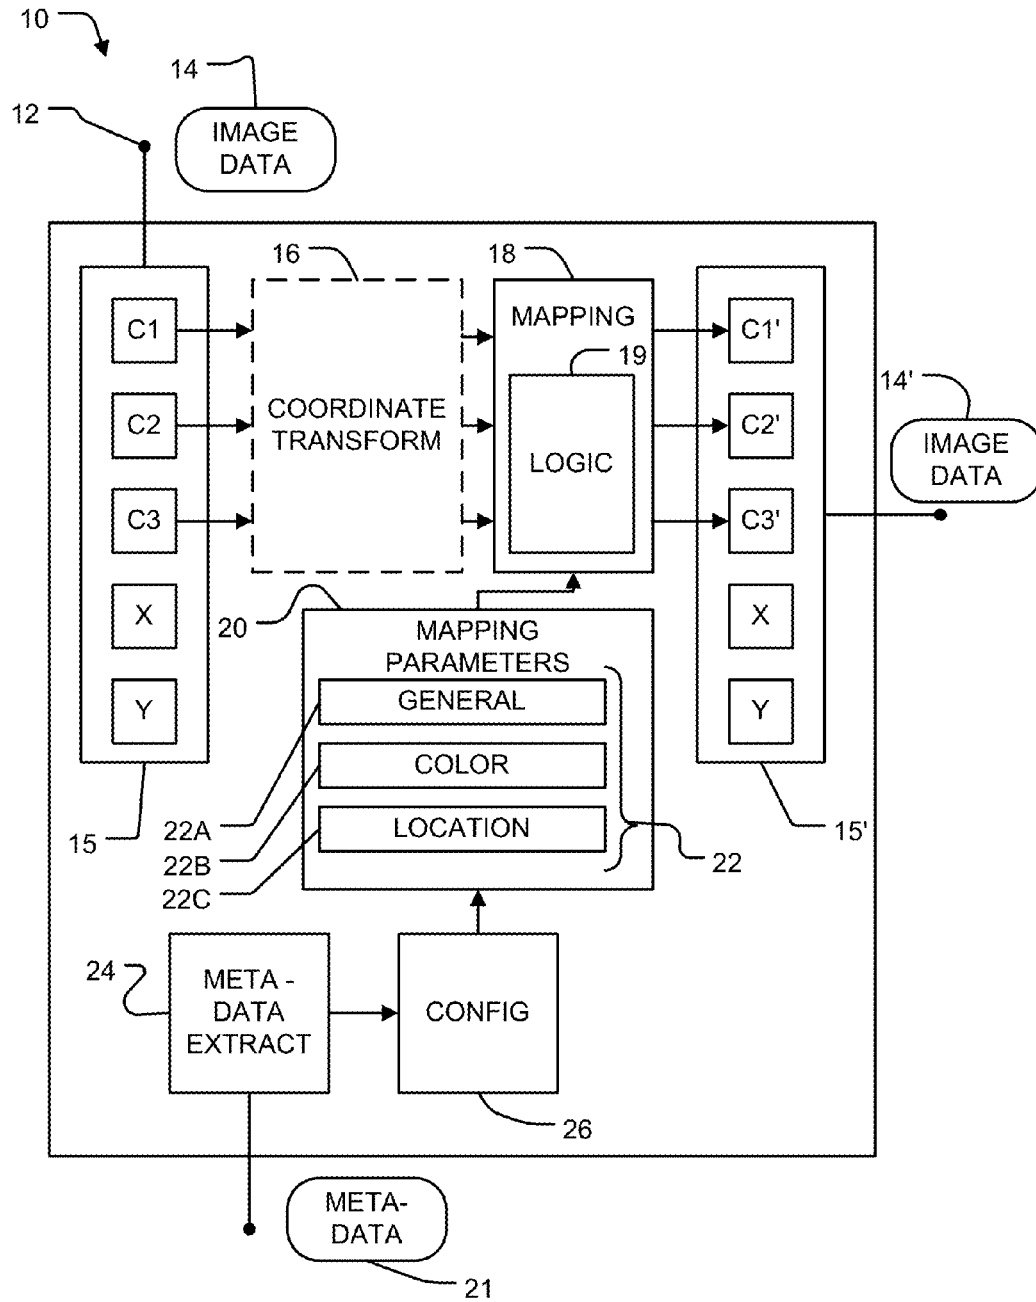 10
14
12
IMAGE
DATA
16
18
C1
MAPPING
C1'
19
14'
C2
COORDINATE
TRANSFORM
C2'
IMAGE
DATA
LOGIC
C3
C3'
X
X
20
MAPPING
PARAMETERS
GENERAL
Y
Y
COLOR
15
22A
LOCATION
15'
22B
22
22C
24
META -
DATA
EXTRACT
CONFIG
26
META-
DATA
21